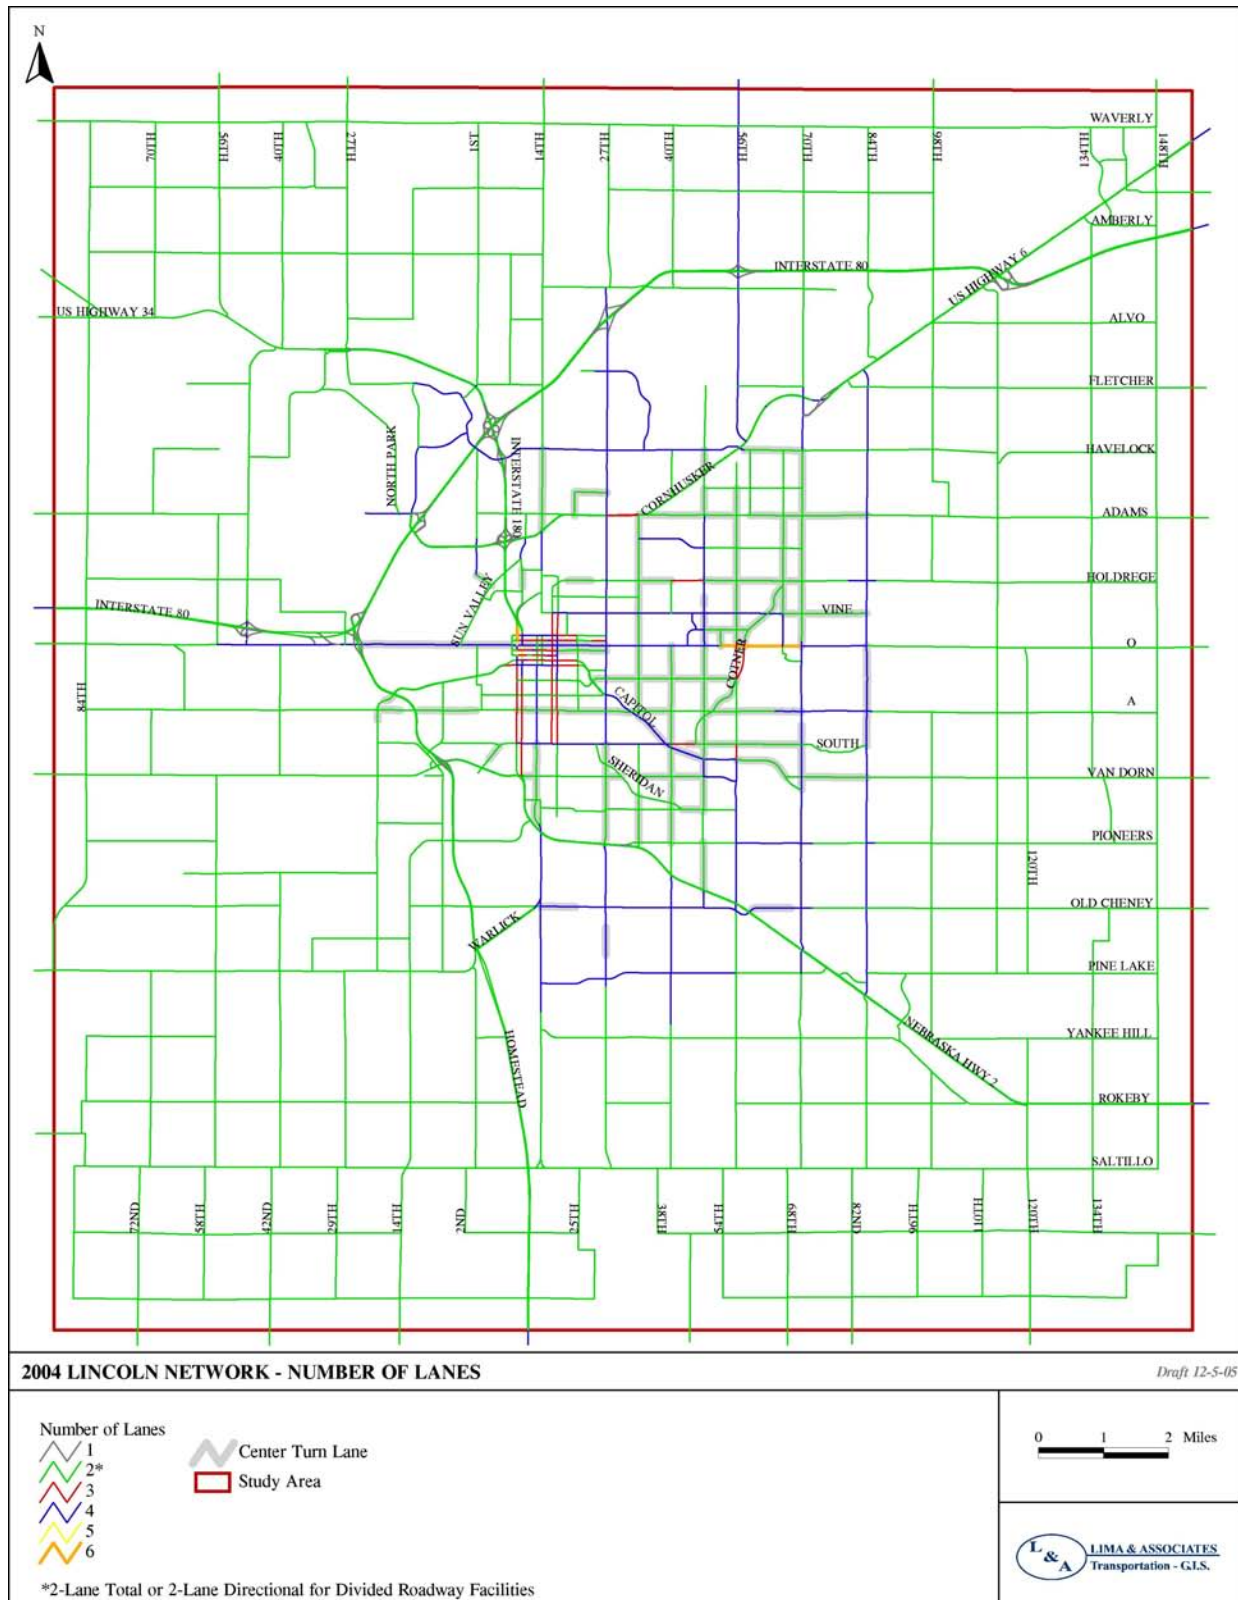 N
WAVERLY
70TH
56TH
40TH
27TH
1ST
14TH
27TH
40TH
56TH
70TH
84TH
98TH
134TH
148TH
AMBERLY
INTERSTATE 80
US HIGHWAY 6
US HIGHWAY 34
ALVO
FLETCHER
NORTH PARK
INTERSTATE 180
HAVELOCK
CORNHUSKER
ADAMS
HOLDREGE
SUN VALLEY
INTERSTATE 80
VINE
O
COTNER
84TH
CAPITOL
A
SOUTH
SHERIDAN
VAN DORN
PIONEERS
120TH
OLD CHENEY
WARLICK
PINE LAKE
HOMESTEAD
NEBRASKA HWY 2
YANKEE HILL
ROKEBY
SALTILLO
72ND
58TH
42ND
29TH
14TH
2ND
25TH
38TH
54TH
68TH
82ND
96TH
110TH
120TH
134TH
2004 LINCOLN NETWORK - NUMBER OF LANES
Draft 12-5-05
Number of Lanes
1
2*
3
4
5
6
Center Turn Lane
Study Area
0 1 2 Miles
L & A
LIMA & ASSOCIATES
Transportation - G.I.S.
*2-Lane Total or 2-Lane Directional for Divided Roadway Facilities